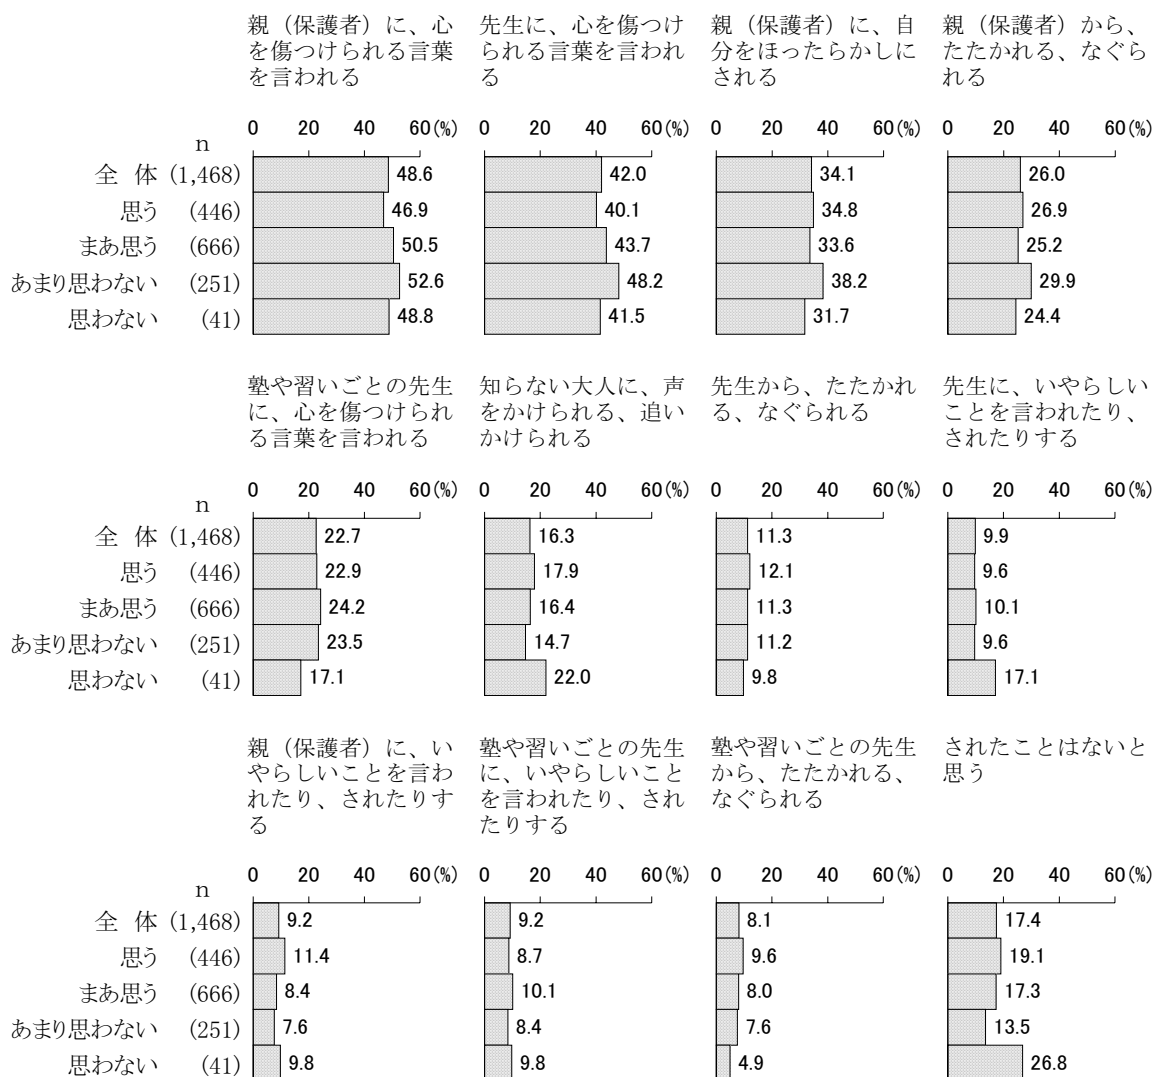 親（保護者）に、心
を傷つけられる言葉
を言われる
先生に、心を傷つけ
られる言葉を言われ
る
親（保護者）に、自
分をほったらかしに
される
親（保護者）から、
たたかれる、なぐら
れる
0 20 40 60(%) 0 20 40 60(%) 0 20 40 60(%) 0 20 40 60(%)
n
全 体 (1,468) 48.6 42.0 34.1 26.0
思う (446) 46.9 40.1 34.8 26.9
まあ思う (666) 50.5 43.7 33.6 25.2
あまり思わない (251) 52.6 48.2 38.2 29.9
思わない (41) 48.8 41.5 31.7 24.4
塾や習いごとの先生
に、心を傷つけられ
る言葉を言われる
知らない大人に、声
をかけられる、追い
かけられる
先生から、たたかれ
る、なぐられる
先生に、いやらしい
ことを言われたり、
されたりする
0 20 40 60(%) 0 20 40 60(%) 0 20 40 60(%) 0 20 40 60(%)
n
全 体 (1,468) 22.7 16.3 11.3 9.9
思う (446) 22.9 17.9 12.1 9.6
まあ思う (666) 24.2 16.4 11.3 10.1
あまり思わない (251) 23.5 14.7 11.2 9.6
思わない (41) 17.1 22.0 9.8 17.1
親（保護者）に、い
やらしいことを言わ
れたり、されたりす
る
塾や習いごとの先生
に、いやらしいこと
を言われたり、され
たりする
塾や習いごとの先生
から、たたかれる、
なぐられる
されたことはないと
思う
0 20 40 60(%) 0 20 40 60(%) 0 20 40 60(%) 0 20 40 60(%)
n
全 体 (1,468) 9.2 9.2 8.1 17.4
思う (446) 11.4 8.7 9.6 19.1
まあ思う (666) 8.4 10.1 8.0 17.3
あまり思わない (251) 7.6 8.4 7.6 13.5
思わない (41) 9.8 9.8 4.9 26.8